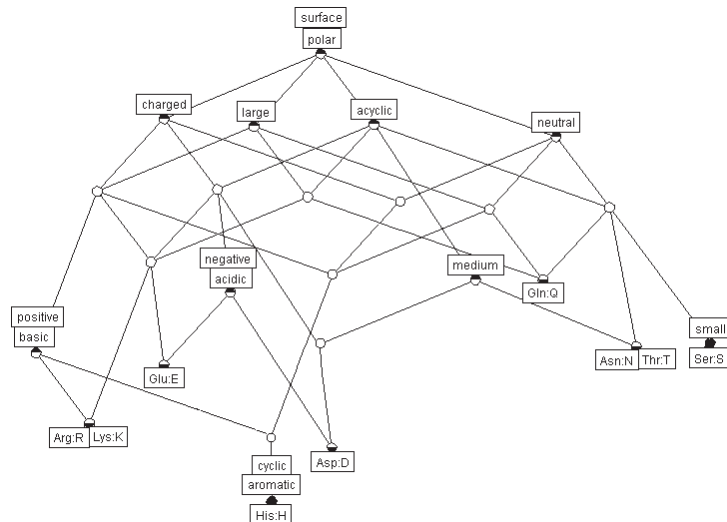 surface
polar
charged
large
acyclic
neutral
negative
acidic
medium
Gln:Q
positive
basic
small
Glu:E
Asn:N Thr:T
Ser:S
Arg:R Lys:K
cyclic
aromatic
Asp:D
His:H